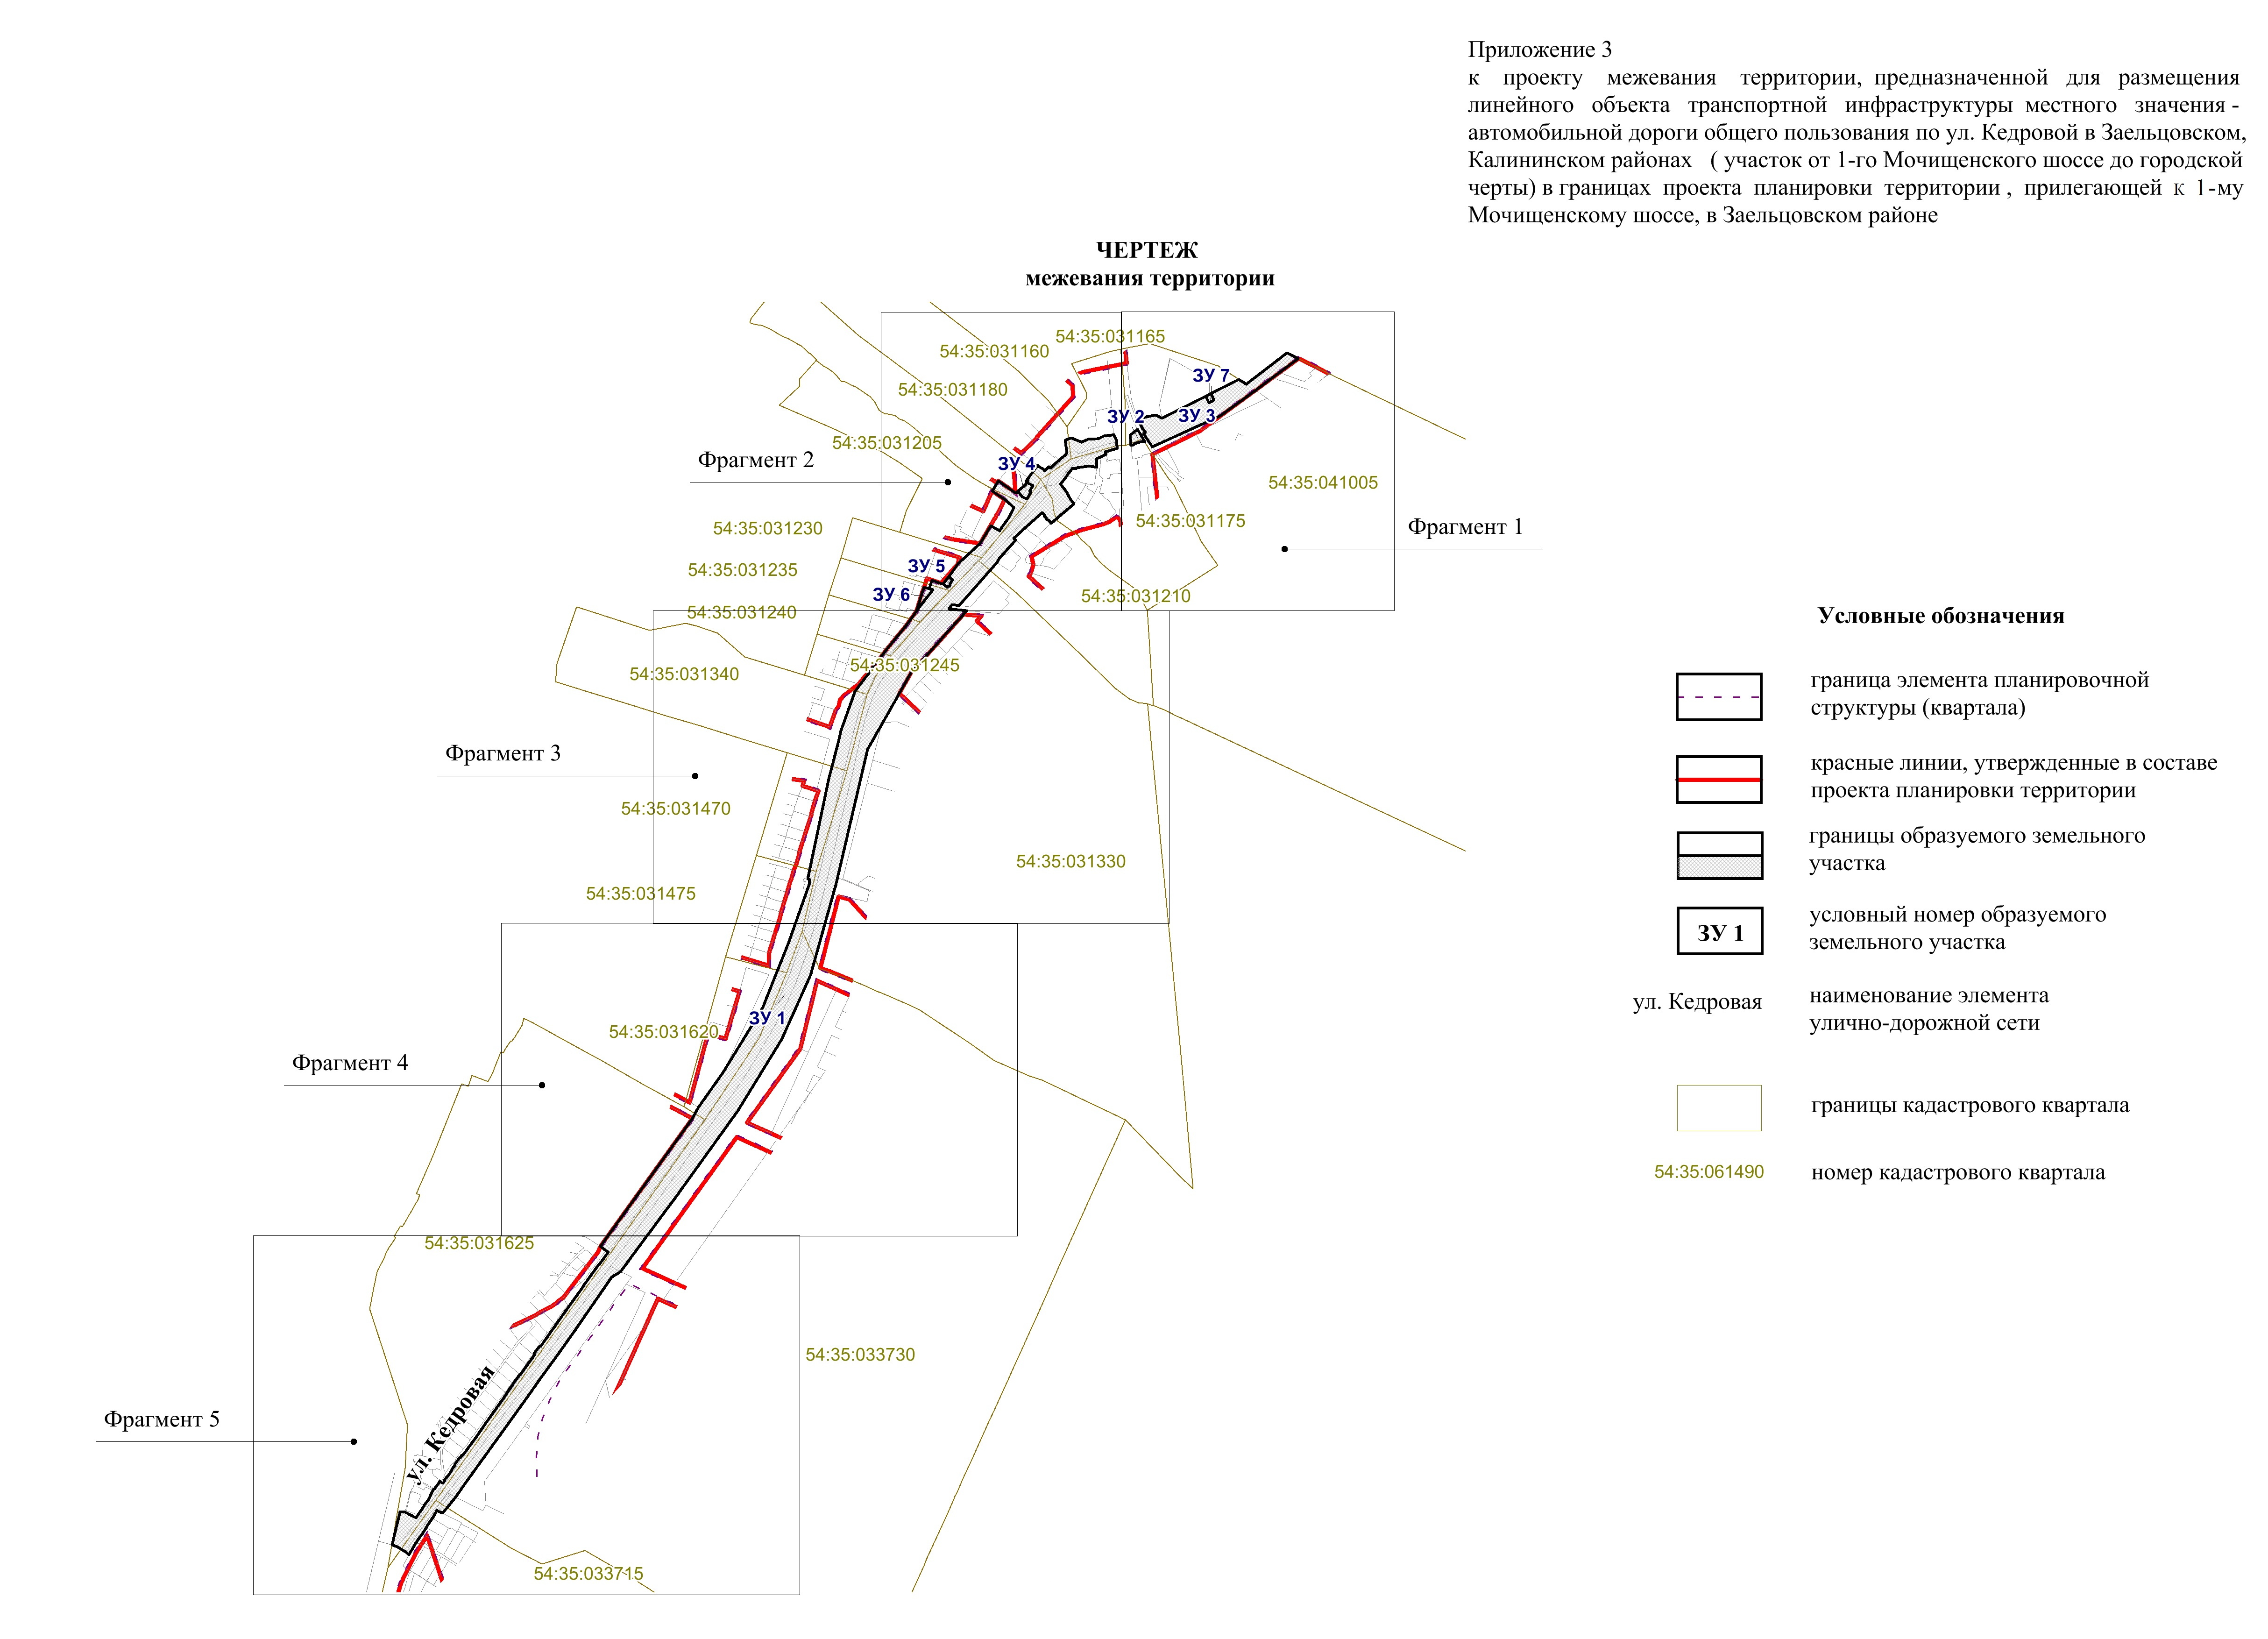 Приложение 3
к проекту межевания территории, предназначенной для размещения
линейного объекта транспортной инфраструктуры местного значения -
автомобильной дороги общего пользования по ул. Кедровой в Заельцовском,
Калининском районах ( участок от 1-го Мочищенского шоссе до городской
черты) в границах проекта планировки территории , прилегающей к 1-му
Мочищенскому шоссе, в Заельцовском районе
ЧЕРТЕЖ
межевания территории
54:35:031165
54:35:031160
ЗУ 7
54:35:031180
ЗУ 2
ЗУ 3
54:35:031205
Фрагмент 2
ЗУ 4
54:35:041005
54:35:031175
Фрагмент 1
54:35:031230
ЗУ 5
54:35:031235
ЗУ 6
54:35:031210
54:35:031240
54:35:031245
54:35:031340
Фрагмент 3
54:35:031470
54:35:031330
54:35:031475
ЗУ 1
54:35:031620
Фрагмент 4
54:35:031625
54:35:033730
ул. Кедровая
Фрагмент 5
54:35:033715
Условные обозначения
граница элемента планировочной
структуры (квартала)
красные линии, утвержденные в составе
проекта планировки территории
границы образуемого земельного
участка
ЗУ 1
условный номер образуемого
земельного участка
ул. Кедровая
наименование элемента
улично-дорожной сети
границы кадастрового квартала
54:35:061490
номер кадастрового квартала